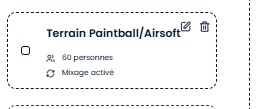 Terrain Paintball/Airsoft
60 personnes
Mixage activé